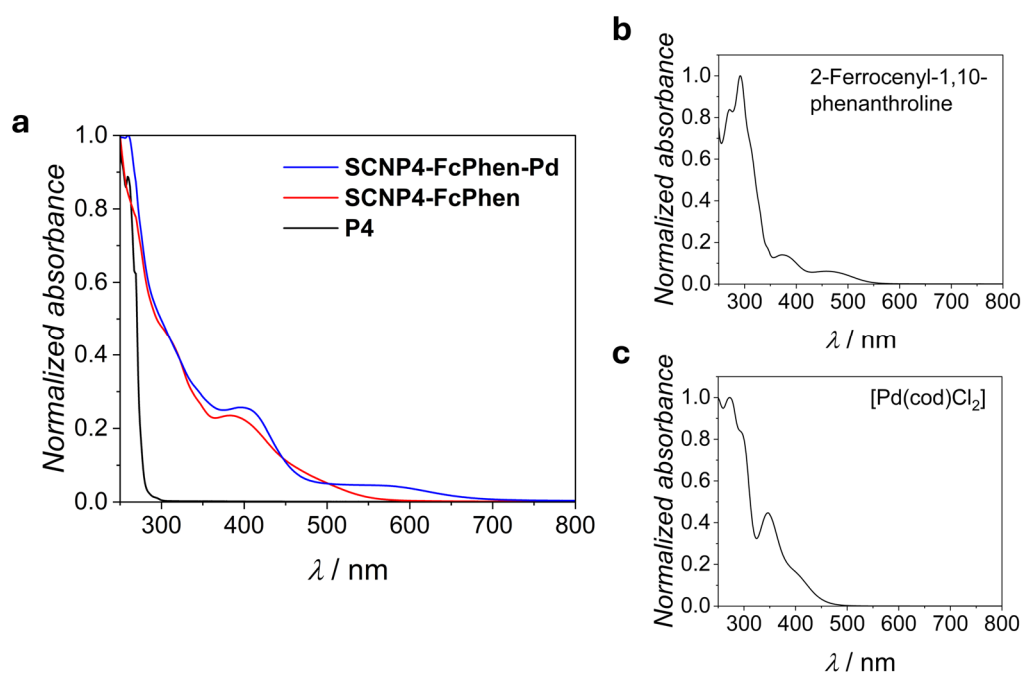 a
Normalized absorbance
1.0
0.8
0.6
0.4
0.2
0.0
SCNP4-FcPhen-Pd
SCNP4-FcPhen
P4
300 400 500 600 700 800
λ / nm
b
Normalized absorbance
1.0
0.8
0.6
0.4
0.2
0.0
2-Ferrocenyl-1,10-
phenanthroline
300 400 500 600 700 800
λ / nm
c
Normalized absorbance
1.0
0.8
0.6
0.4
0.2
0.0
[Pd(cod)Cl₂]
300 400 500 600 700 800
λ / nm